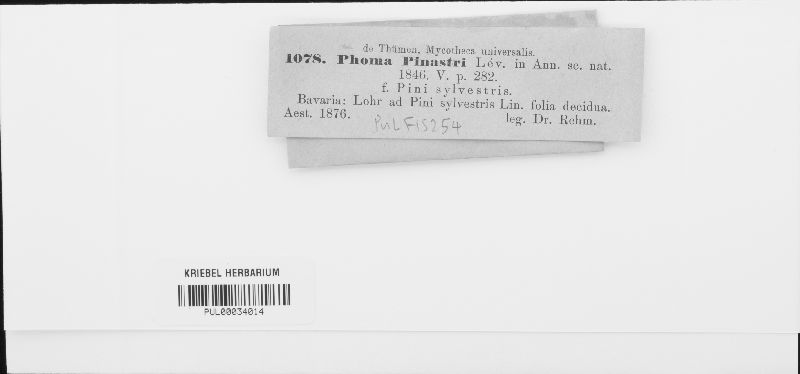 de Thümen, Mycotheca universalis.
1078. Phoma Pinastri Lév. in Ann. sc. nat.
1846. V. p. 282.
f. Pini sylvestris.
Bavaria: Lohr ad Pini sylvestris Lin. folia decidua.
Aest. 1876. leg. Dr. Rehm.
PUL F15254
KRIEBEL HERBARIUM
PUL00034014